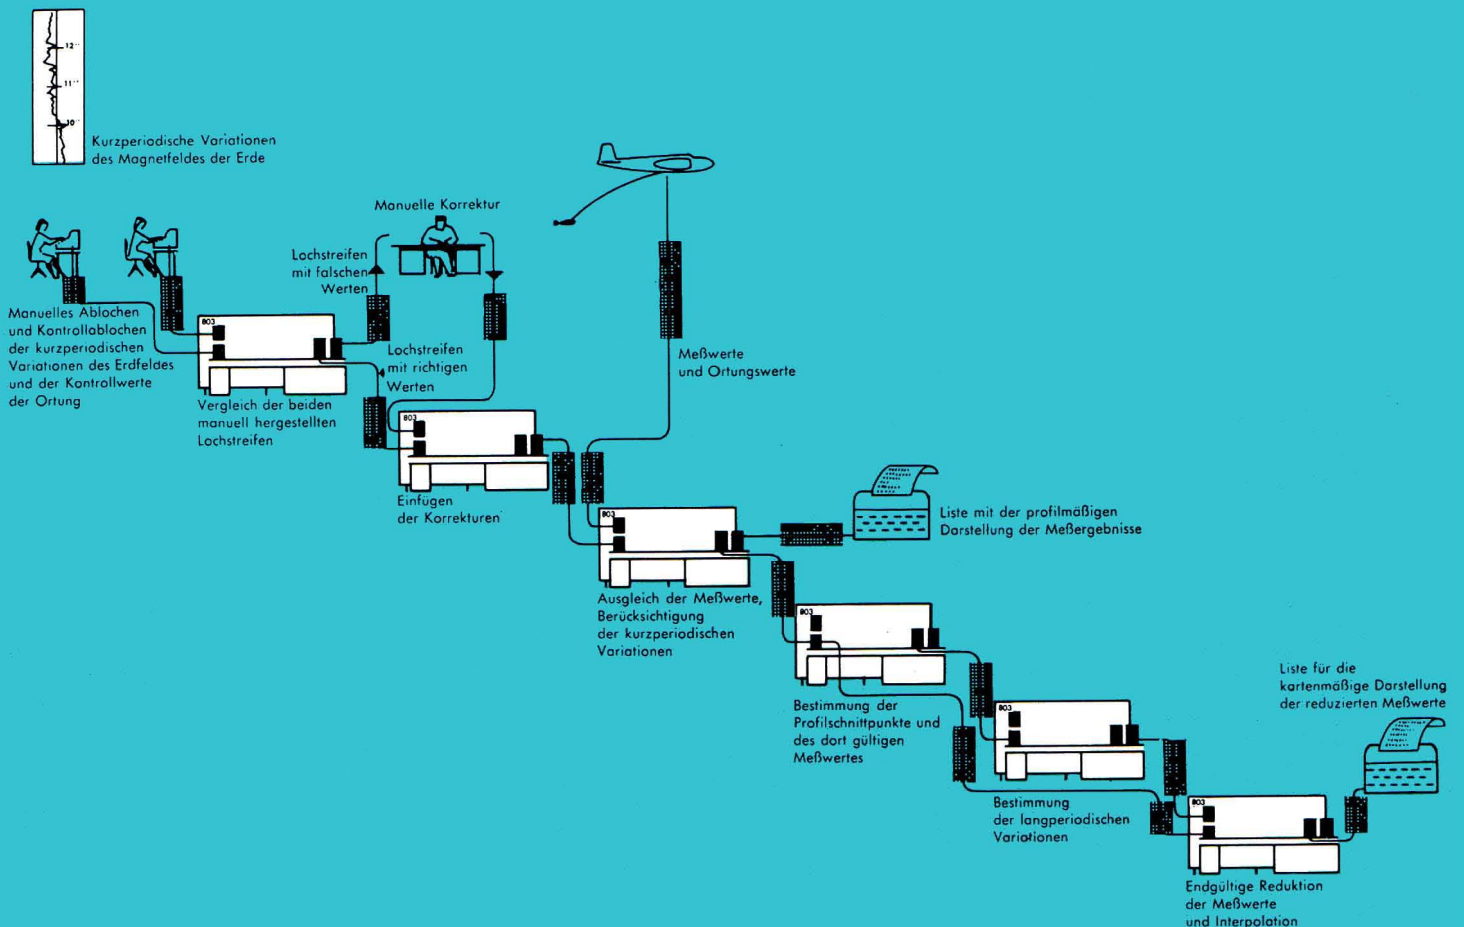 12
11
10
Kurzperiodische Variationen
des Magnetfeldes der Erde
Manuelle Korrektur
Lochstreifen
mit falschen
Werten
Manuelles Ablochen
und Kontrollablochen
der kurzperiodischen
Variationen des Erdfeldes
und der Kontrollwerte
der Ortung
803
Vergleich der beiden
manuell hergestellten
Lochstreifen
Lochstreifen
mit richtigen
Werten
Meßwerte
und Ortungswerte
803
Einfügen
der Korrekturen
803
Ausgleich der Meßwerte,
Berücksichtigung
der kurzperiodischen
Variationen
Liste mit der profilmäßigen
Darstellung der Meßergebnisse
803
Bestimmung der
Profilschnittpunkte und
des dort gültigen
Meßwertes
803
Bestimmung
der langperiodischen
Variationen
Liste für die
kartenmäßige Darstellung
der reduzierten Meßwerte
803
Endgültige Reduktion
der Meßwerte
und Interpolation